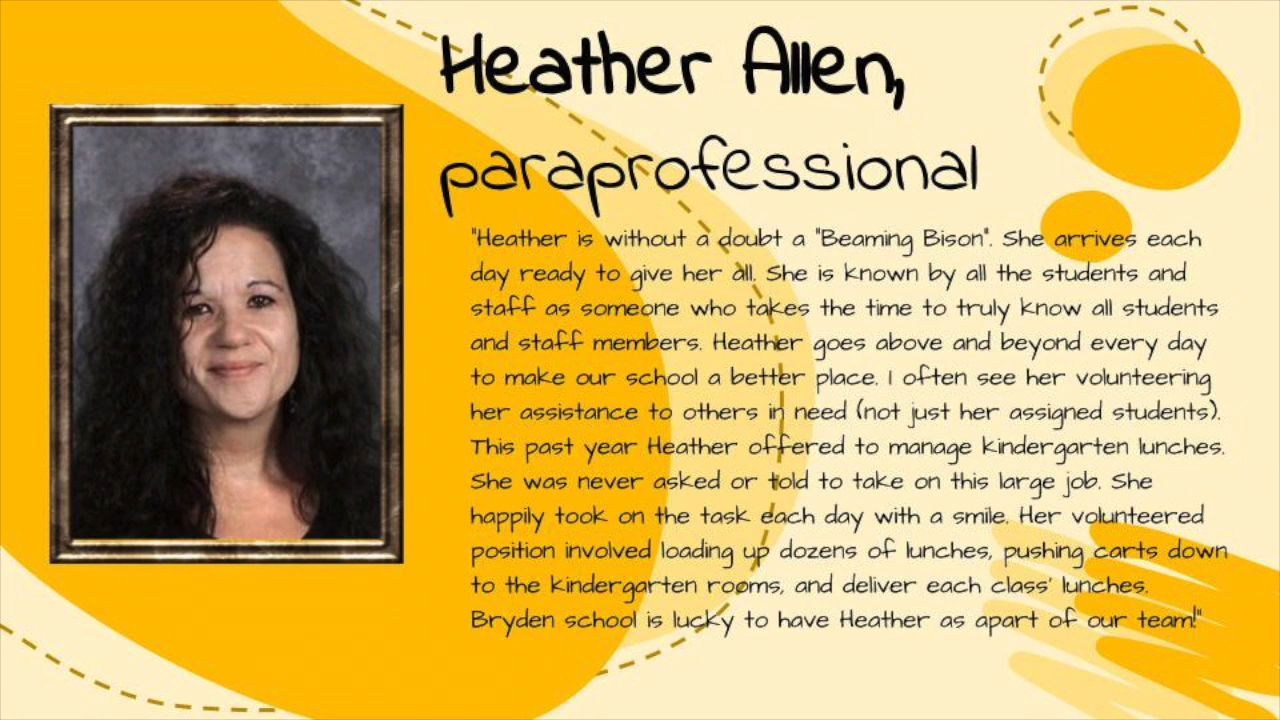 Heather Allen,
paraprofessional
"Heather is without a doubt a "Beaming Bison". She arrives each
day ready to give her all. She is known by all the students and
staff as someone who takes the time to truly know all students
and staff members. Heather goes above and beyond every day
to make our school a better place. I often see her volunteering
her assistance to others in need (not just her assigned students).
This past year Heather offered to manage kindergarten lunches.
She was never asked or told to take on this large job. She
happily took on the task each day with a smile. Her volunteered
position involved loading up dozens of lunches, pushing carts down
to the kindergarten rooms, and deliver each class' lunches.
Bryden school is lucky to have Heather as apart of our team!"